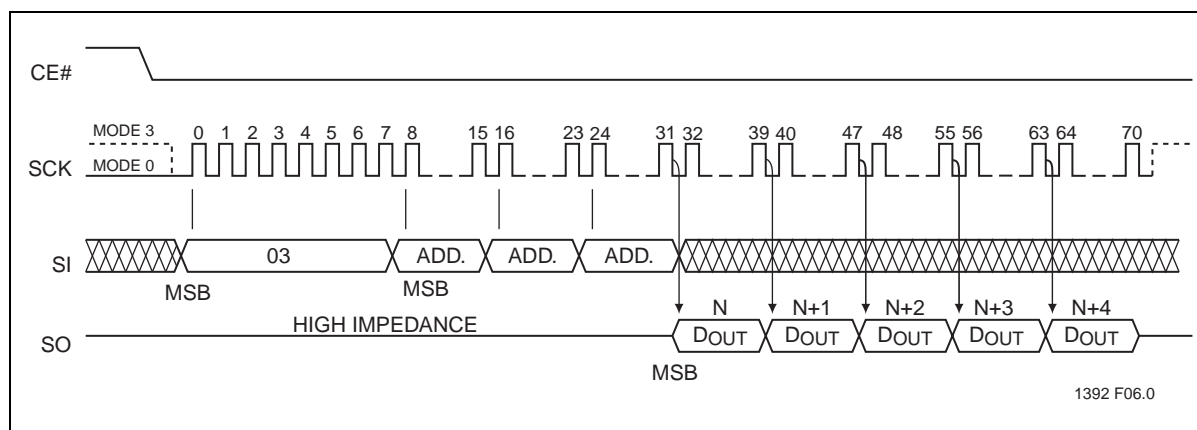 CE#
MODE 3
0 1 2 3 4 5 6 7 8 15 16 23 24 31 32 39 40 47 48 55 56 63 64 70
SCK
MODE 0
SI
03 ADD. ADD. ADD.
MSB MSB
N N+1 N+2 N+3 N+4
HIGH IMPEDANCE
SO
DOUT DOUT DOUT DOUT DOUT
MSB
1392 F06.0